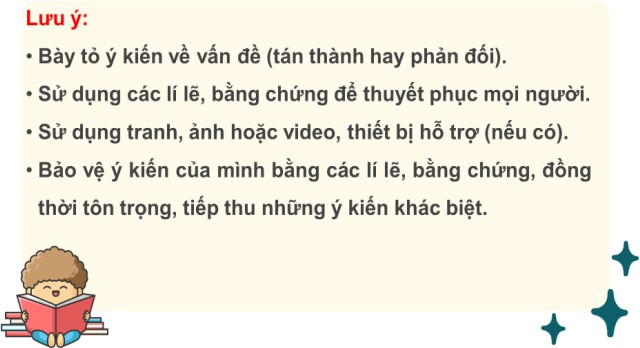 Lưu ý:
• Bày tỏ ý kiến về vấn đề (tán thành hay phản đối).
• Sử dụng các lí lẽ, bằng chứng để thuyết phục mọi người.
• Sử dụng tranh, ảnh hoặc video, thiết bị hỗ trợ (nếu có).
• Bảo vệ ý kiến của mình bằng các lí lẽ, bằng chứng, đồng
thời tôn trọng, tiếp thu những ý kiến khác biệt.